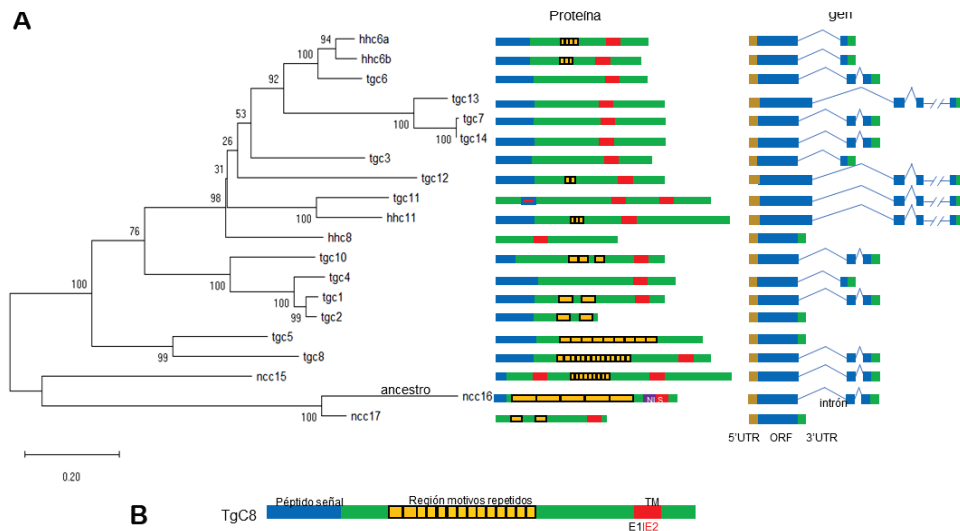 A
Proteína
gen
94
hhc6a
100
hhc6b
92
tgc6
tgc13
53
100
tgc7
100
tgc14
26
tgc3
31
tgc12
98
tgc11
100
hhc11
76
hhc8
tgc10
100
tgc4
100
tgc1
99
tgc2
tgc5
99
tgc8
ncc15
ancestro
ncc16
NLS
intrón
100
ncc17
5'UTR ORF 3'UTR
0.20
B
Péptido señal
Región motivos repetidos
TM
TgC8
E1|E2